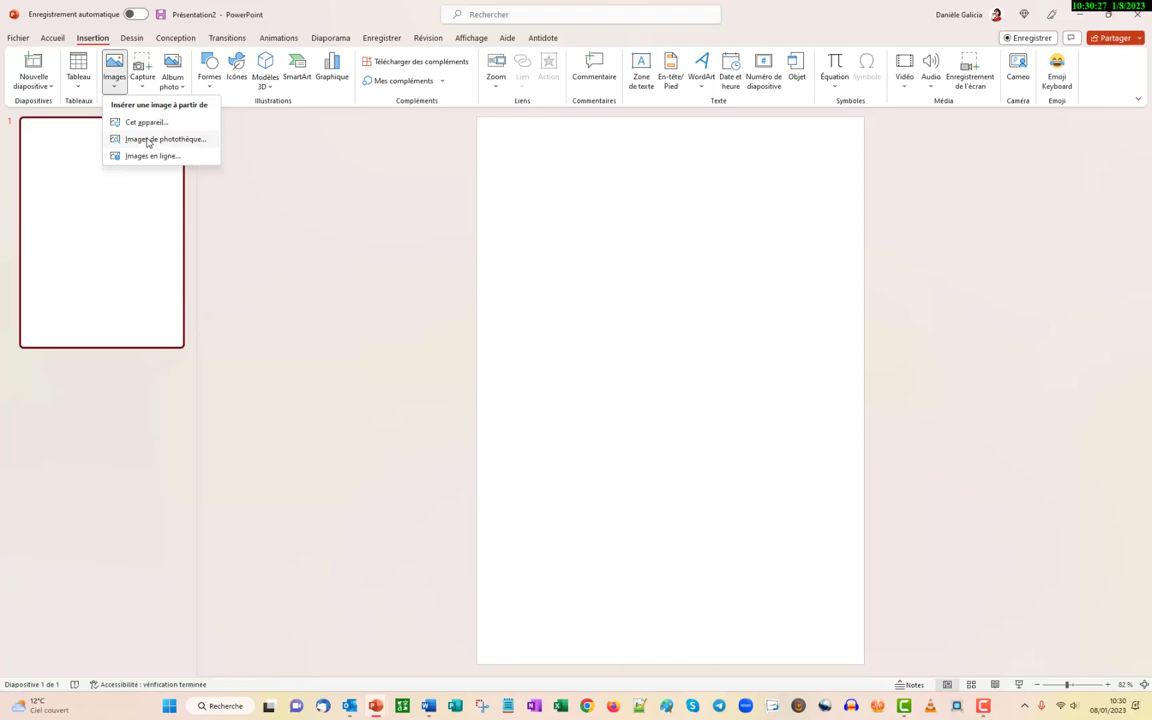 10:30:27 1/8/2023
Enregistrement automatique
Présentation2 - PowerPoint
Rechercher
Danièle Galicia
Fichier Accueil Insertion Dessin Conception Transitions Animations Diaporama Enregistrer Révision Affichage Aide Antidote
Enregistrer
Partager
Nouvelle diapositive
Tableau
Images
Capture
Album photo
Formes
Icônes
Modèles 3D
SmartArt
Graphique
Télécharger des compléments
Mes compléments
Zoom
Lien
Action
Commentaire
Zone de texte
En-tête/Pied
WordArt
Date et heure
Numéro de diapositive
Objet
Équation
Symboles
Vidéo
Audio
Enregistrement de l'écran
Cameo
Emoji Keyboard
Diapositives
Tableaux
Illustrations
Compléments
Liens
Commentaires
Texte
Symboles
Média
Caméra
Emoji
Insérer une image à partir de
Cet appareil...
Images de photothèque...
Images en ligne...
1
Diapositive 1 de 1
Accessibilité : vérification terminée
Notes
82 %
12°C
Ciel couvert
Recherche
10:30
08/01/2023